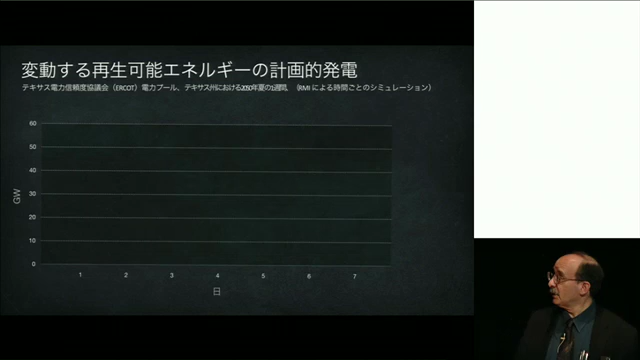 変動する再生可能エネルギーの計画的発電
テキサス電力信頼度協議会（ERCOT）電力プール、テキサス州における2050年夏の1週間.　（RMI による時間ごとのシミュレーション）
60
50
40
30
20
10
0
GW
1 2 3 4 5 6 7
日